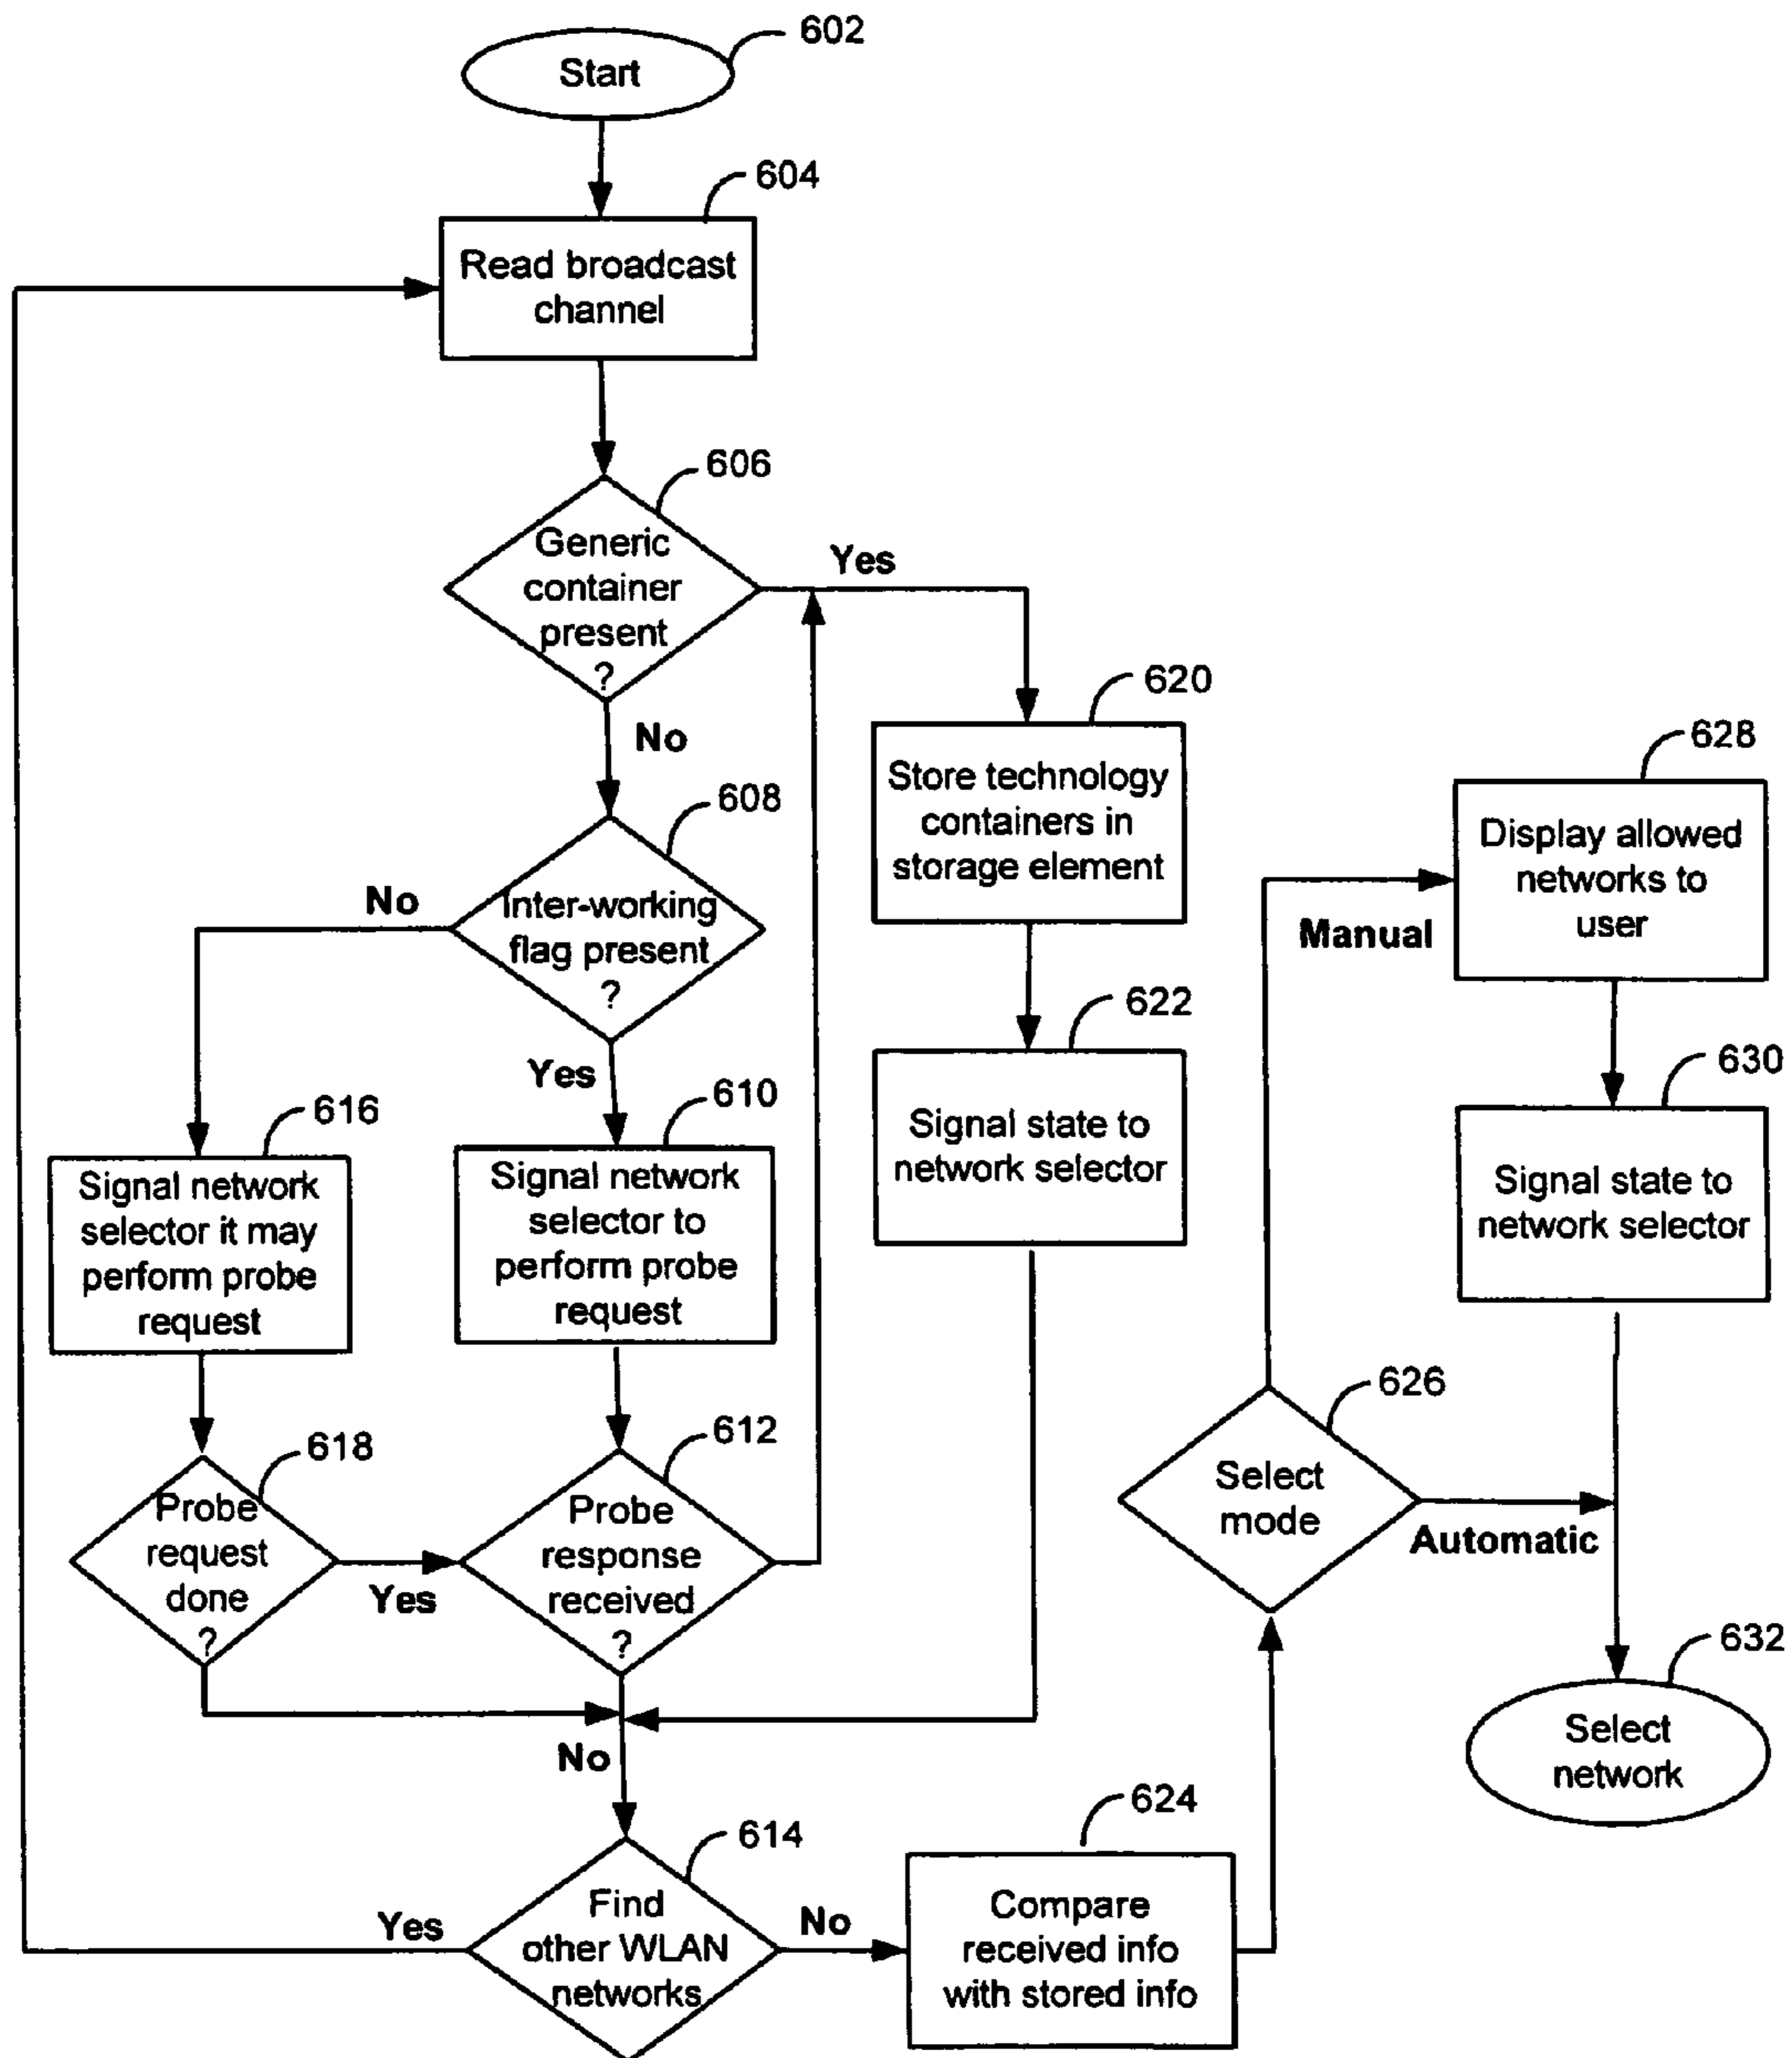 602
Start
604
Read broadcast
channel
606
Generic
container
present
?
Yes
No
620
Store technology
containers in
storage element
608
Inter-working
flag present
?
No
Yes
628
Display allowed
networks to
user
Manual
622
Signal state to
network selector
630
Signal state to
network selector
616
Signal network
selector it may
perform probe
request
610
Signal network
selector to
perform probe
request
618
Probe
request
done
?
Yes
612
Probe
response
received
?
No
626
Select
mode
Automatic
632
Select
network
614
Find
other WLAN
networks
Yes
No
624
Compare
received info
with stored info